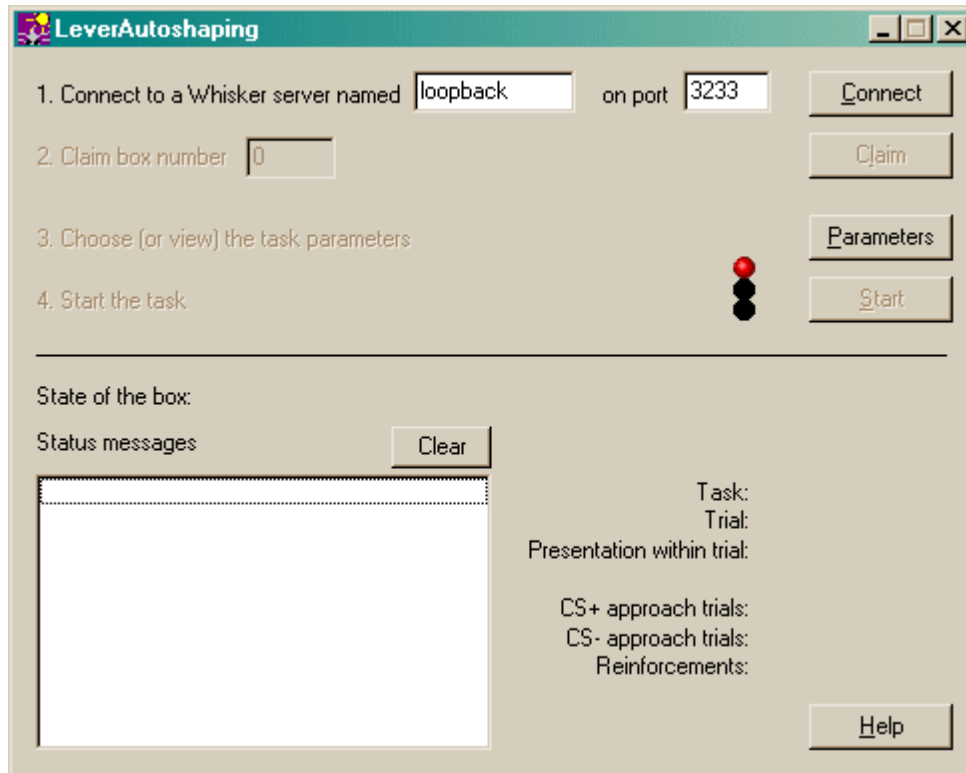 LeverAutoshaping
1. Connect to a Whisker server named loopback on port 3233 Connect
2. Claim box number 0 Claim
3. Choose (or view) the task parameters Parameters
4. Start the task Start
State of the box:
Status messages Clear
Task:
Trial:
Presentation within trial:
CS+ approach trials:
CS- approach trials:
Reinforcements:
Help